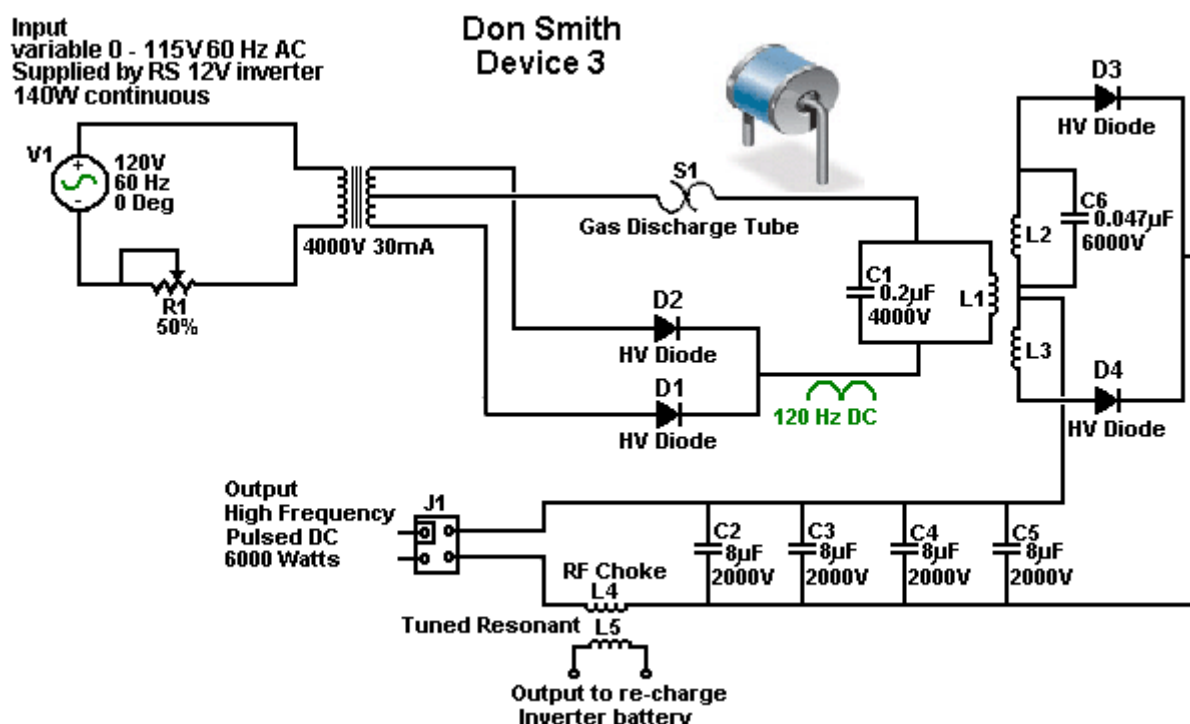 Don Smith
Device 3
Input
variable 0 - 115V 60 Hz AC
Supplied by RS 12V inverter
140W continuous
V1
120V
60 Hz
0 Deg
R1
50%
4000V 30mA
S1
Gas Discharge Tube
D2
HV Diode
D1
HV Diode
120 Hz DC
C1
0.2µF
4000V
L1
L2
L3
C6
0.047µF
6000V
D3
HV Diode
D4
HV Diode
Output
High Frequency
Pulsed DC
6000 Watts
J1
C2
8µF
2000V
C3
8µF
2000V
C4
8µF
2000V
C5
8µF
2000V
RF Choke
L4
Tuned Resonant
L5
Output to re-charge
Inverter battery